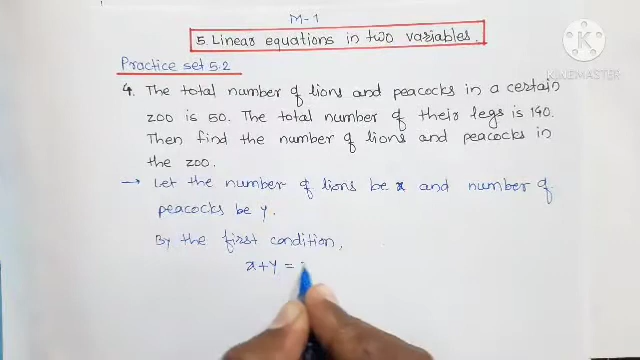 M-1
5. Linear equations in two variables.
Practice set 5.2
4. The total number of lions and peacocks in a certain
zoo is 50. The total number of their legs is 140.
Then find the number of lions and peacocks in
the zoo.
→ Let the number of lions be x and number of
peacocks be y.
By the first condition,
x+y =
KINEMASTER